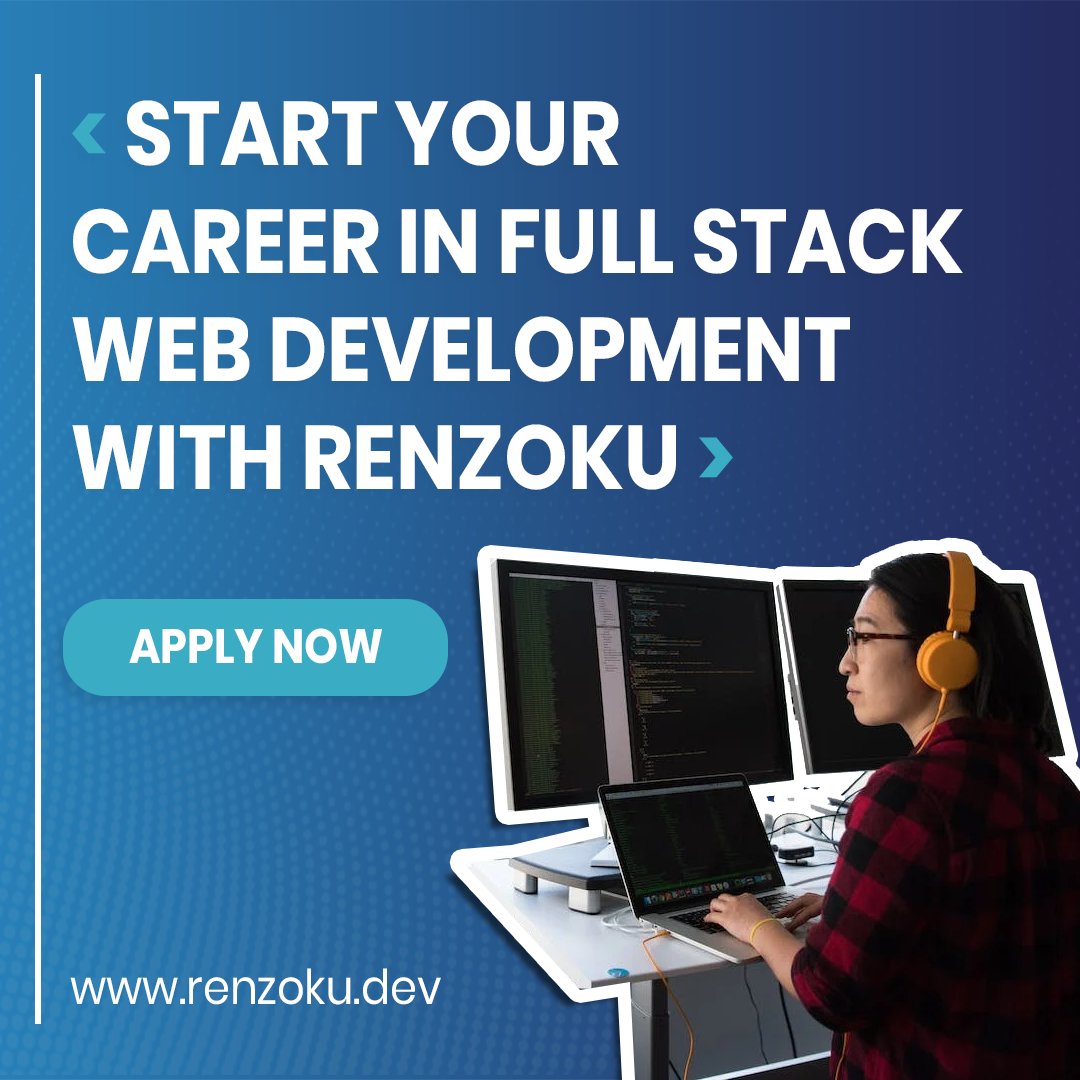 START YOUR
CAREER IN FULL STACK
WEB DEVELOPMENT
WITH RENZOKU
APPLY NOW
www.renzoku.dev